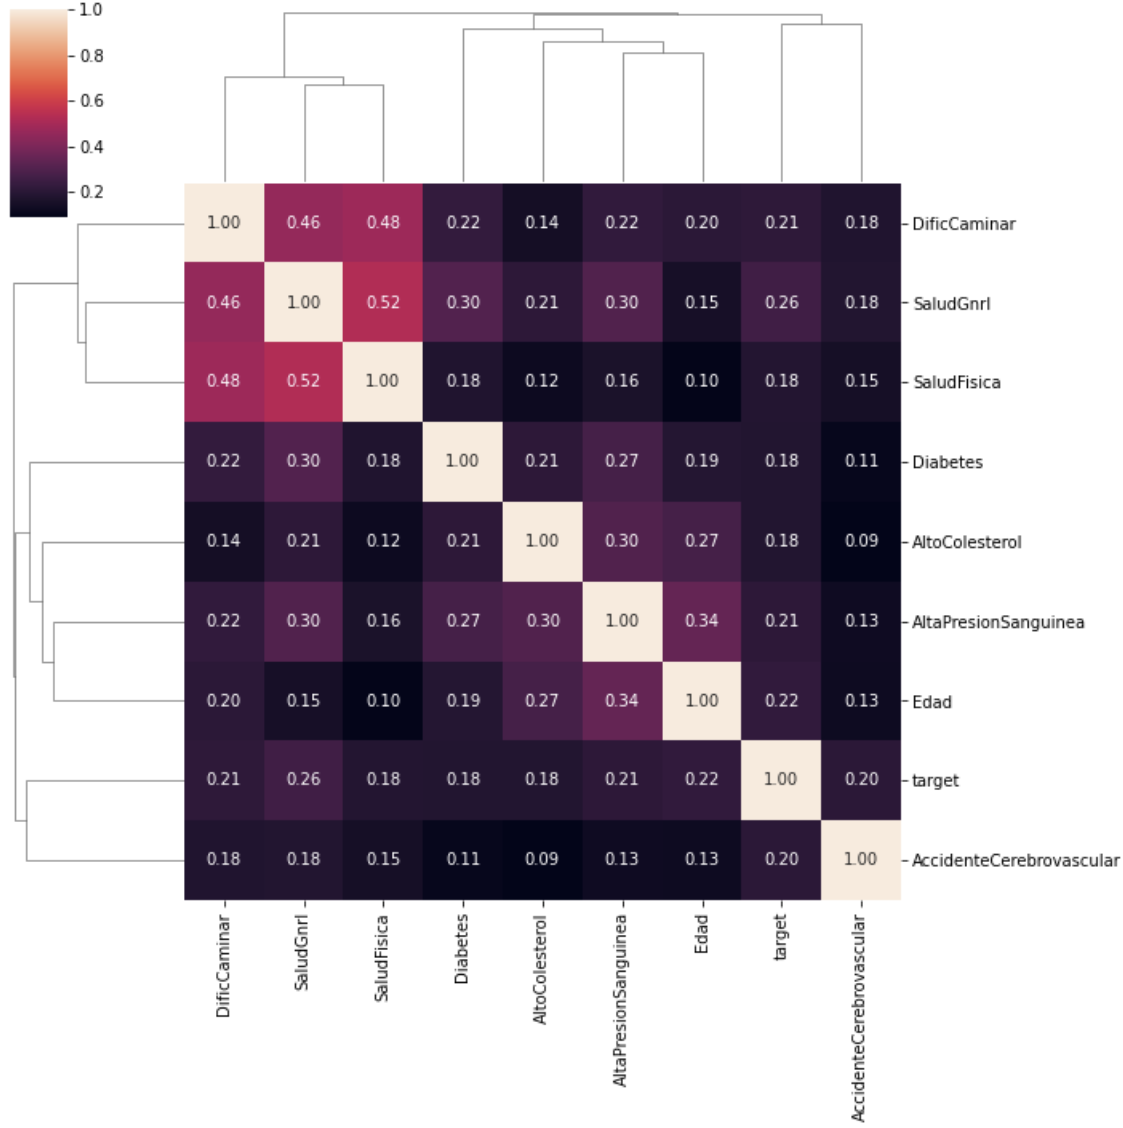 1.0
0.8
0.6
0.4
0.2
1.00 0.46 0.48 0.22 0.14 0.22 0.20 0.21 0.18 DificCaminar
0.46 1.00 0.52 0.30 0.21 0.30 0.15 0.26 0.18 SaludGnrl
0.48 0.52 1.00 0.18 0.12 0.16 0.10 0.18 0.15 SaludFisica
0.22 0.30 0.18 1.00 0.21 0.27 0.19 0.18 0.11 Diabetes
0.14 0.21 0.12 0.21 1.00 0.30 0.27 0.18 0.09 AltoColesterol
0.22 0.30 0.16 0.27 0.30 1.00 0.34 0.21 0.13 AltaPresionSanguinea
0.20 0.15 0.10 0.19 0.27 0.34 1.00 0.22 0.13 Edad
0.21 0.26 0.18 0.18 0.18 0.21 0.22 1.00 0.20 target
0.18 0.18 0.15 0.11 0.09 0.13 0.13 0.20 1.00 AccidenteCerebrovascular
DificCaminar
SaludGnrl
SaludFisica
Diabetes
AltoColesterol
AltaPresionSanguinea
Edad
target
AccidenteCerebrovascular